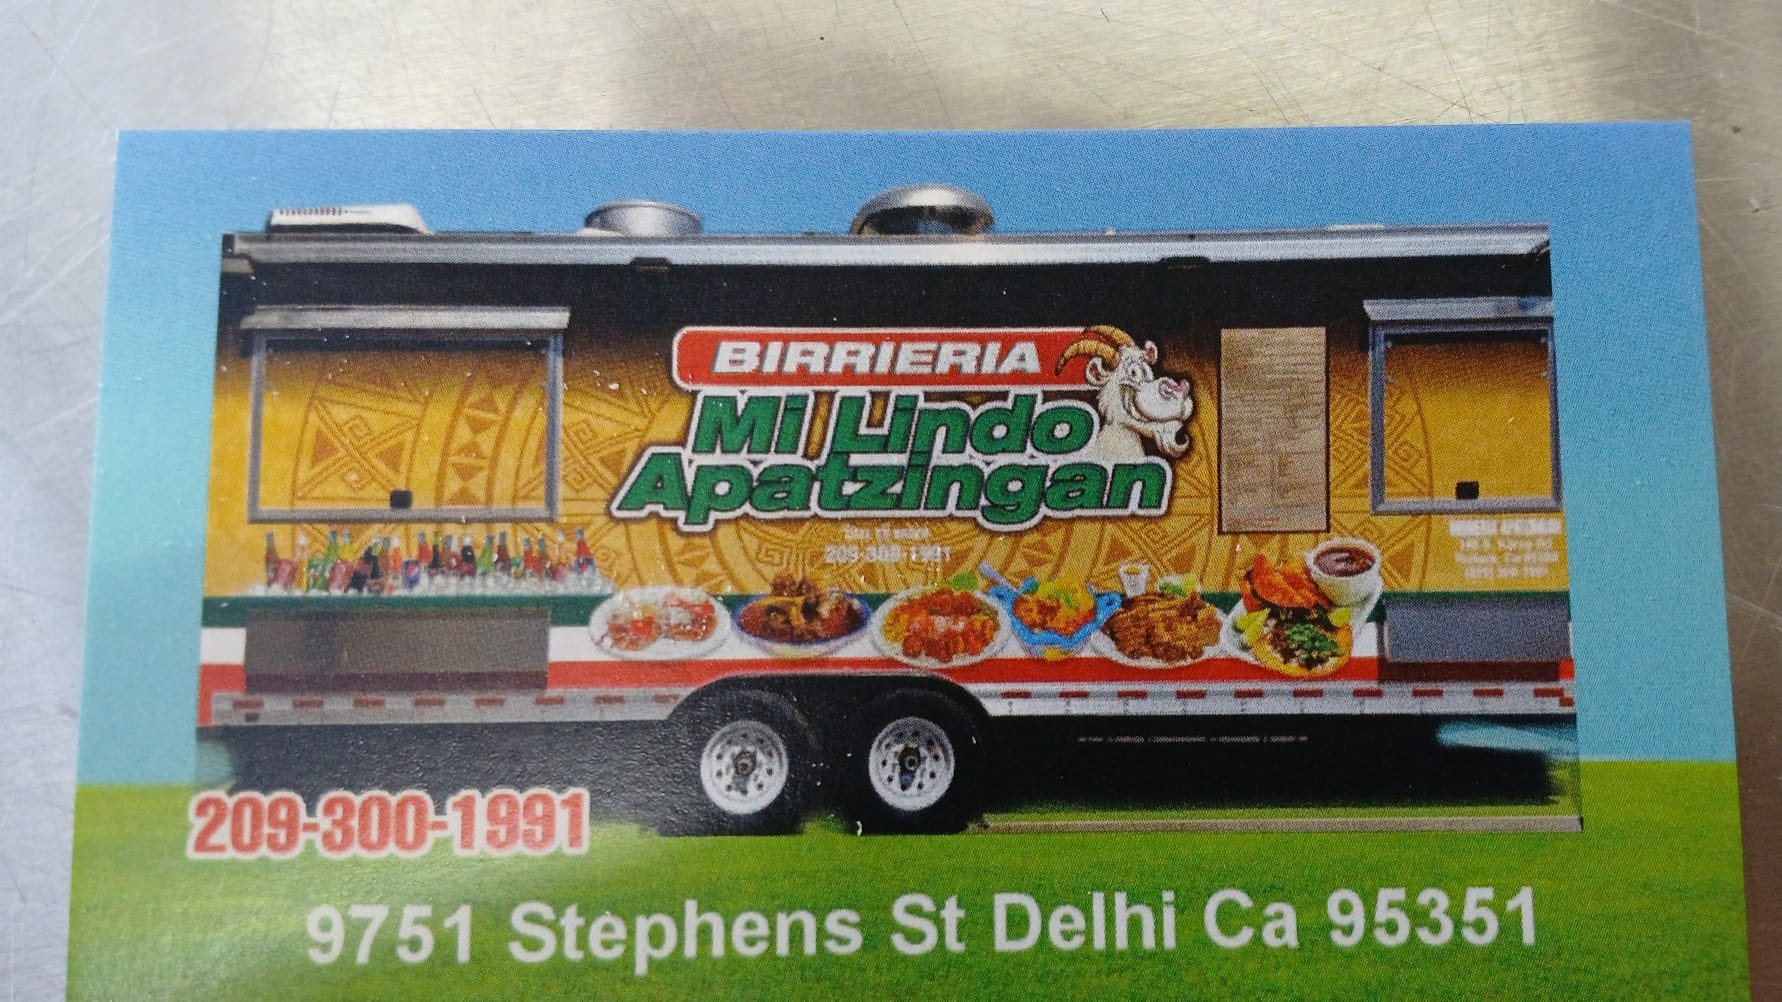 BIRRIERIA
Mi Lindo
Apatzingan
209-300-1991
209-300-1991
9751 Stephens St Delhi Ca 95351